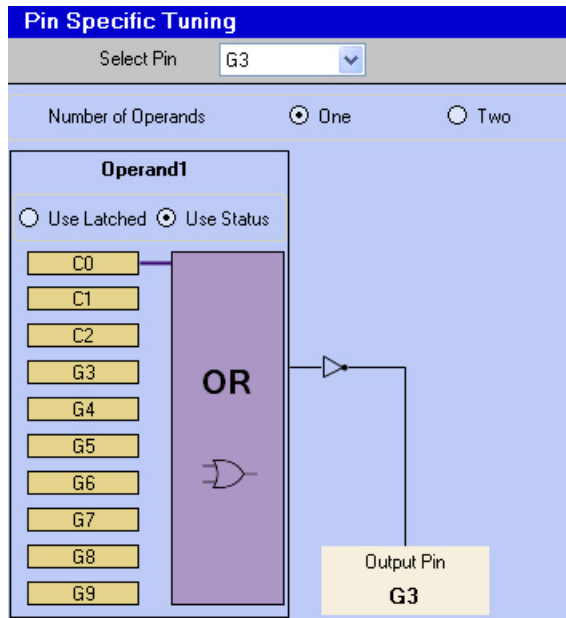 Pin Specific Tuning
Select Pin G3
Number of Operands One Two
Operand1
Use Latched Use Status
C0
C1
C2
G3
G4
G5
G6
G7
G8
G9
OR
Output Pin
G3